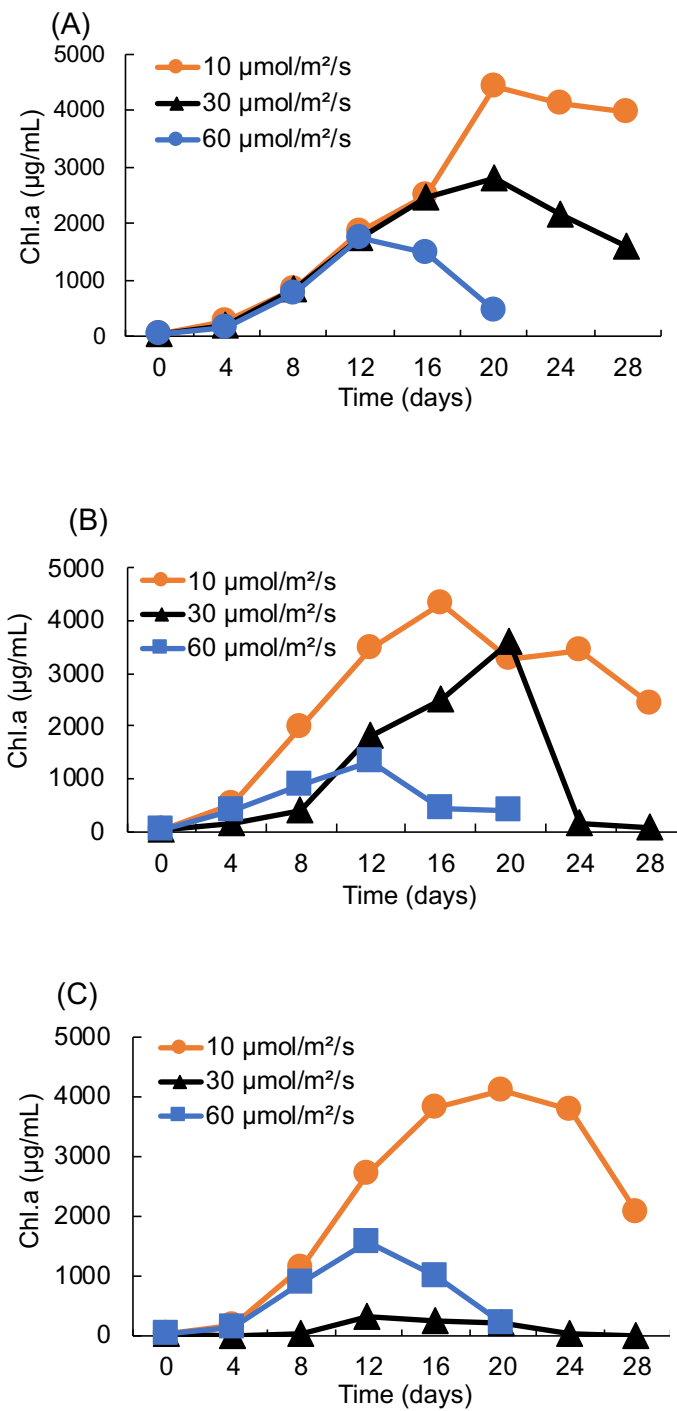 (A)
5000
4000
3000
2000
1000
0
Chl.a (µg/mL)
10 µmol/m²/s
30 µmol/m²/s
60 µmol/m²/s
0 4 8 12 16 20 24 28
Time (days)
(B)
5000
4000
3000
2000
1000
0
Chl.a (µg/mL)
10 µmol/m²/s
30 µmol/m²/s
60 µmol/m²/s
0 4 8 12 16 20 24 28
Time (days)
(C)
5000
4000
3000
2000
1000
0
Chl.a (µg/mL)
10 µmol/m²/s
30 µmol/m²/s
60 µmol/m²/s
0 4 8 12 16 20 24 28
Time (days)